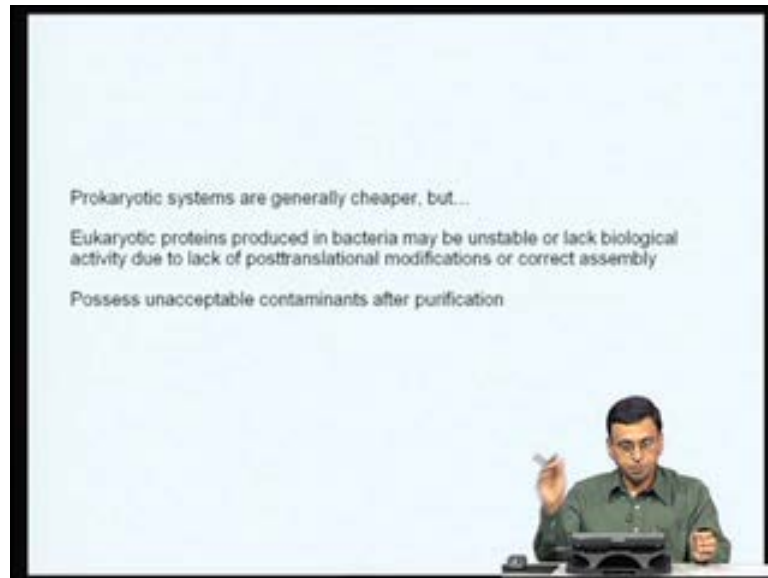 Prokaryotic systems are generally cheaper, but...
Eukaryotic proteins produced in bacteria may be unstable or lack biological
activity due to lack of posttranslational modifications or correct assembly
Possess unacceptable contaminants after purification